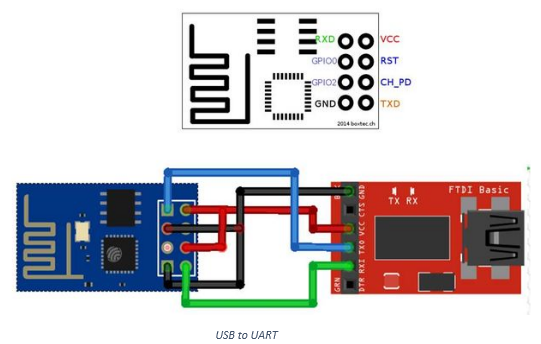 RXD VCC
GPIO0 RST
GPIO2 CH_PD
GND TXD
2014 boxtec.ch
FTDI Basic
TX RX
GND
CTS
VCC
TXO
RXI
DTR
GRN
USB to UART